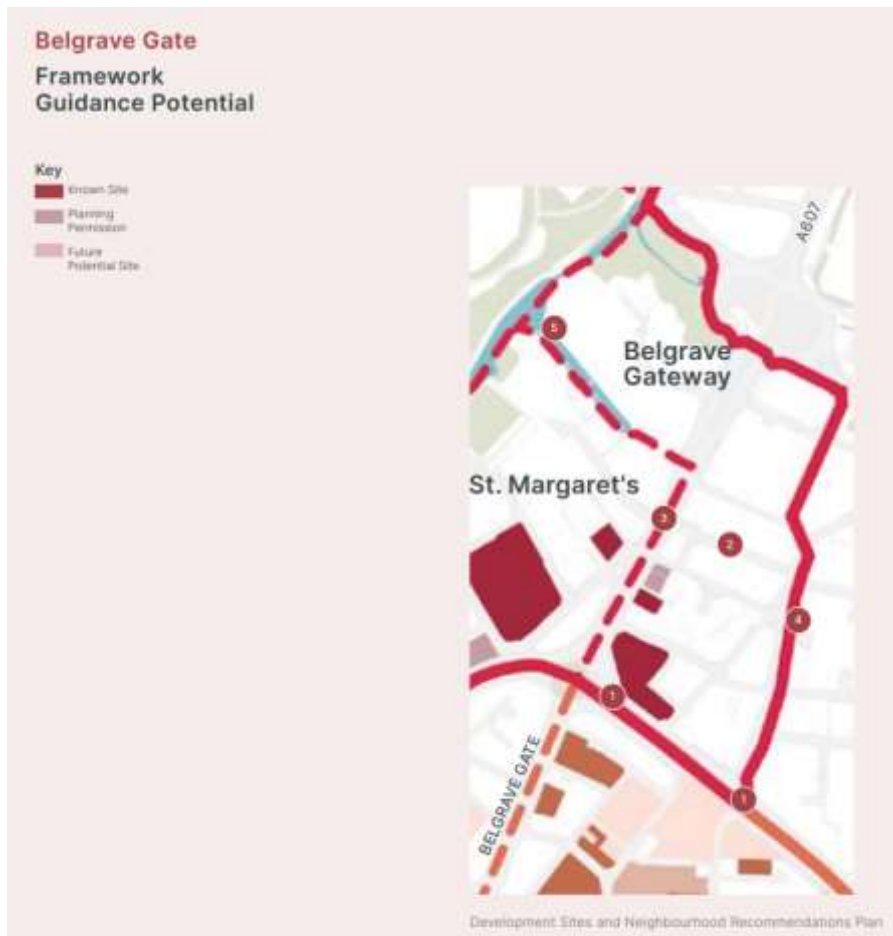 Belgrave Gate
Framework
Guidance Potential
Key
Known Site
Planning
Permission
Future
Potential Site
A607
5
Belgrave
Gateway
St. Margaret's
3
2
4
1
1
BELGRAVE GATE
Development Sites and Neighbourhood Recommendations Plan